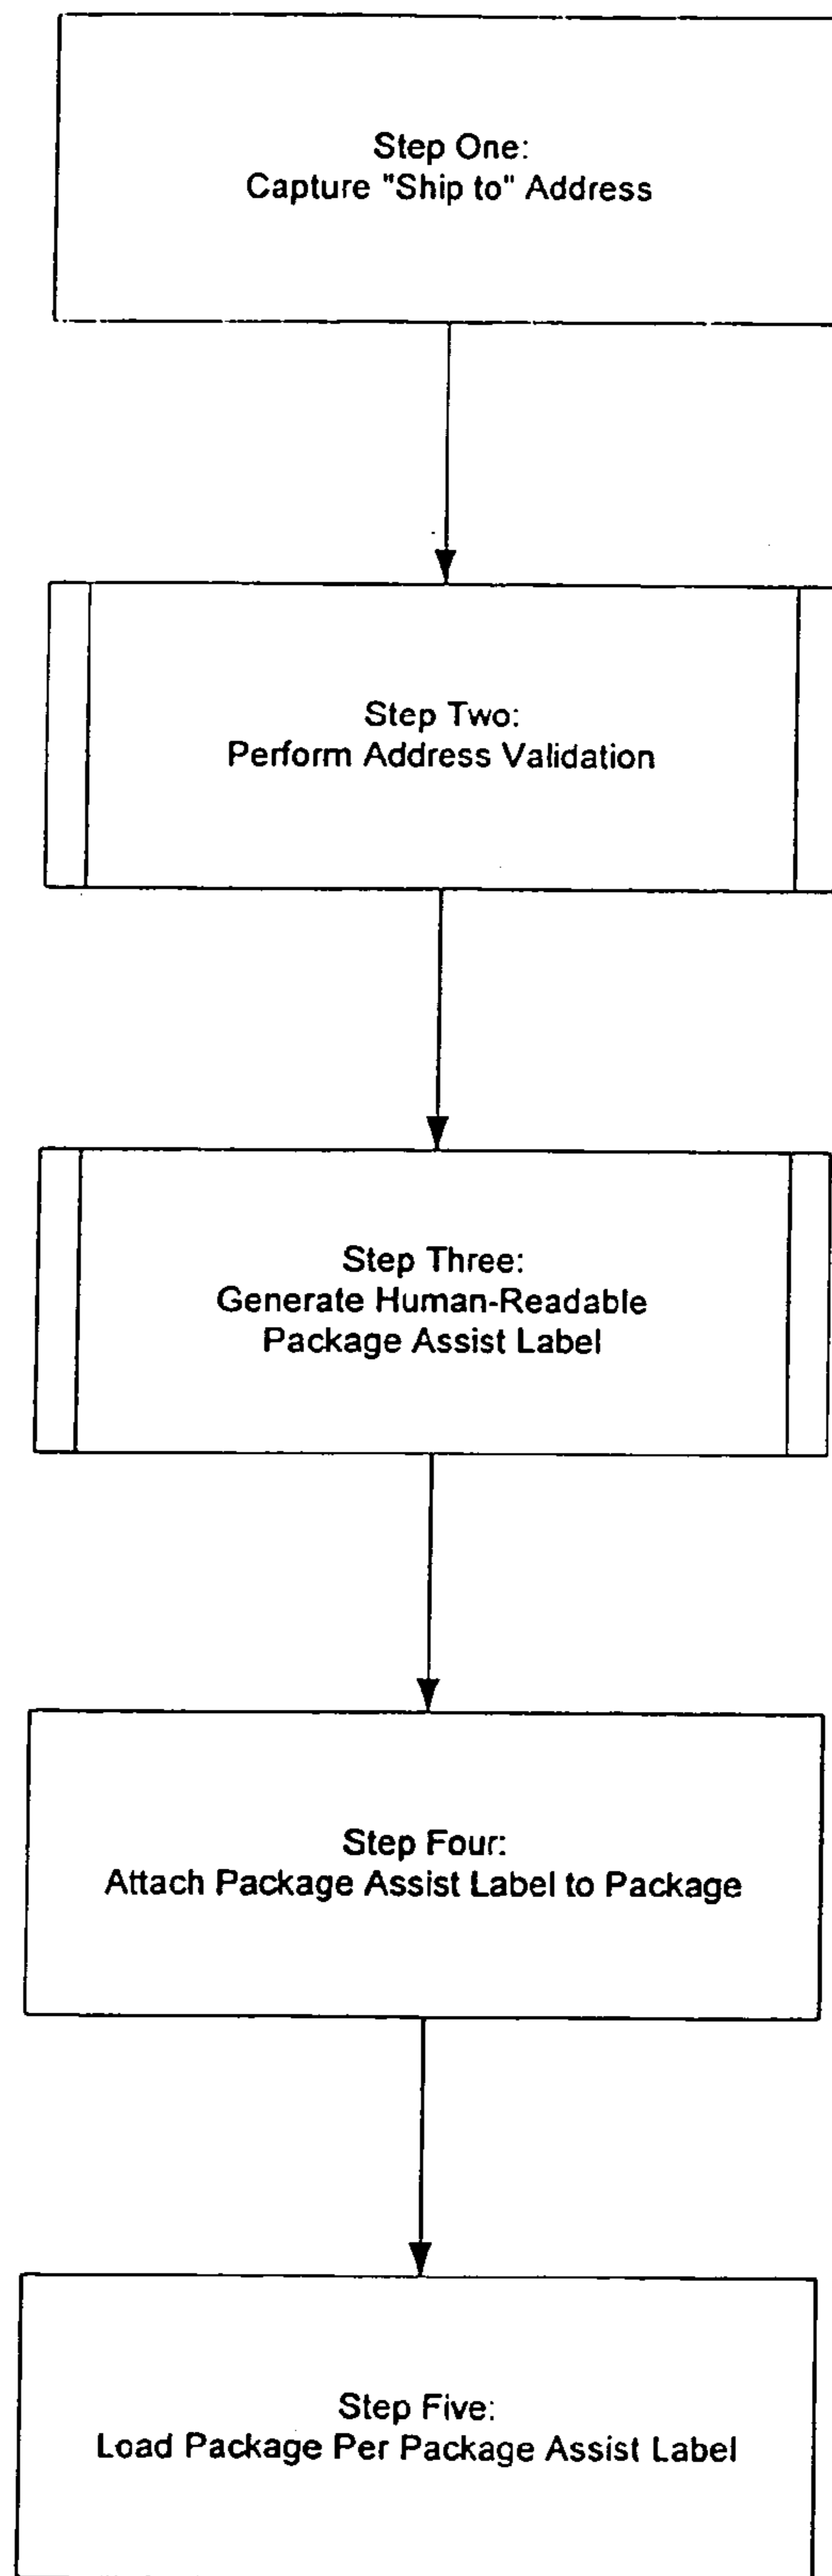 Step One:
Capture "Ship to" Address
Step Two:
Perform Address Validation
Step Three:
Generate Human-Readable
Package Assist Label
Step Four:
Attach Package Assist Label to Package
Step Five:
Load Package Per Package Assist Label